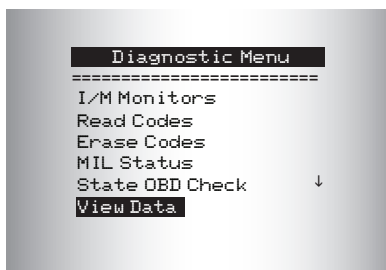 Diagnostic Menu
==========================
I/M Monitors
Read Codes
Erase Codes
MIL Status
State OBD Check ↓
View Data